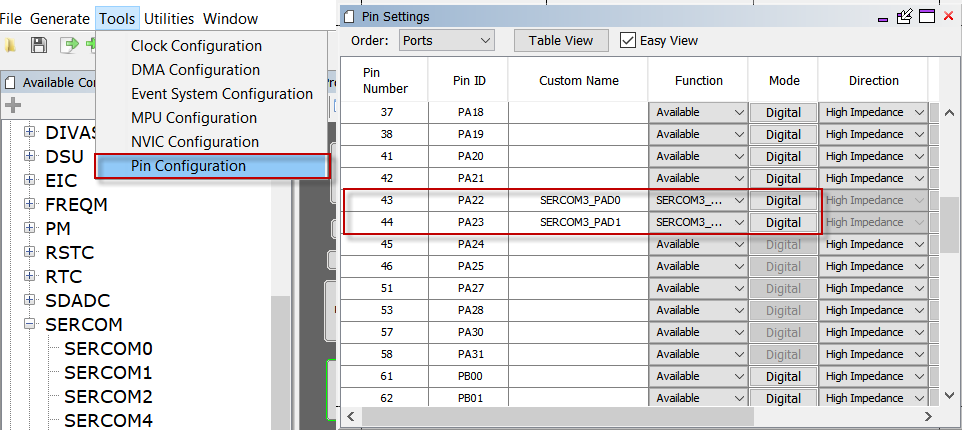 File Generate Tools Utilities Window
Clock Configuration
DMA Configuration
Event System Configuration
MPU Configuration
NVIC Configuration
Pin Configuration
Available Co
DIVAS
DSU
EIC
FREQM
PM
RSTC
RTC
SDADC
SERCOM
SERCOM0
SERCOM1
SERCOM2
SERCOM4
Pin Settings
Order: Ports Table View Easy View
Pin Number Pin ID Custom Name Function Mode Direction
37 PA18 Available Digital High Impedance
38 PA19 Available Digital High Impedance
41 PA20 Available Digital High Impedance
42 PA21 Available Digital High Impedance
43 PA22 SERCOM3_PAD0 SERCOM3_... Digital High Impedance
44 PA23 SERCOM3_PAD1 SERCOM3_... Digital High Impedance
45 PA24 Available Digital High Impedance
46 PA25 Available Digital High Impedance
51 PA27 Available Digital High Impedance
53 PA28 Available Digital High Impedance
57 PA30 Available Digital High Impedance
58 PA31 Available Digital High Impedance
61 PB00 Available Digital High Impedance
62 PB01 Available Digital High Impedance